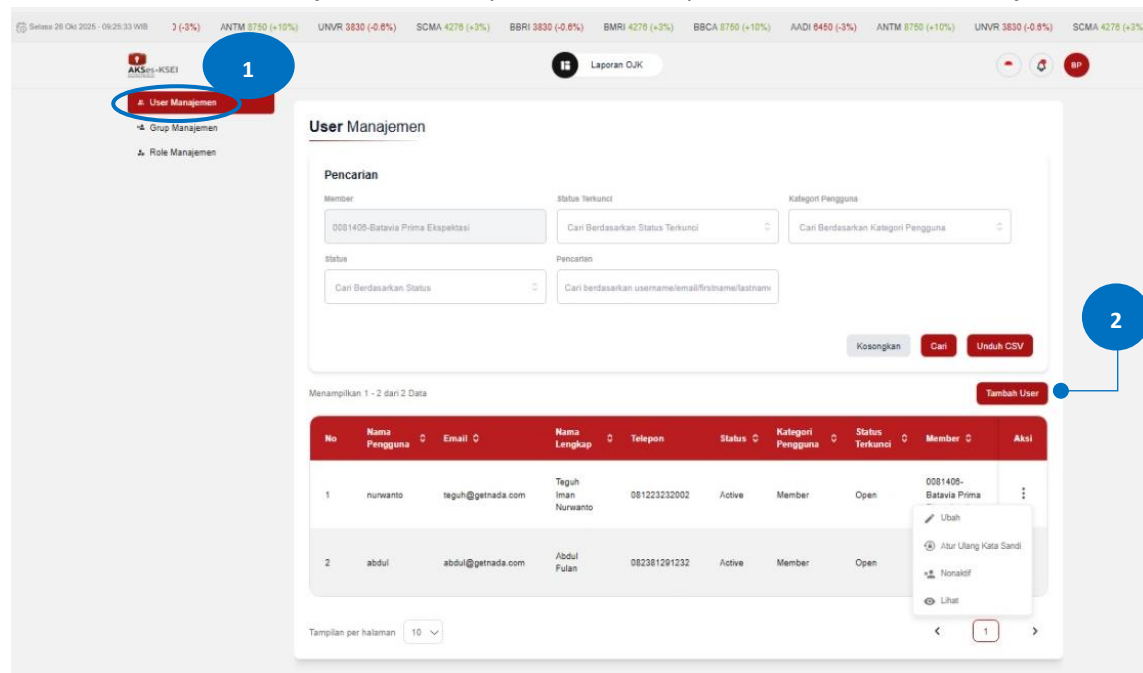 Selasa 28 Okt 2025 - 09:25:33 WIB (-3%) ANTM 8750 (+10%) UNVR 3830 (-0.6%) SCMA 4276 (+3%) BBRI 3830 (-0.6%) BMRI 4276 (+3%) BBCA 8750 (+10%) AADI 6450 (-3%) ANTM 8750 (+10%) UNVR 3830 (-0.6%) SCMA 4276 (+3%
AKSes-KSEI
1
Laporan OJK
BP
User Manajemen
Grup Manajemen
Role Manajemen
User Manajemen
Pencarian
Member Status Terkunci Kategori Pengguna
0081406-Batavia Prima Ekspektasi Cari Berdasarkan Status Terkunci Cari Berdasarkan Kategori Pengguna
Status Pencarian
Cari Berdasarkan Status Cari berdasarkan username/email/firstname/lastname
2
Kosongkan Cari Unduh CSV
Menampilkan 1 - 2 dari 2 Data Tambah User
No Nama Pengguna Email Nama Lengkap Telepon Status Kategori Pengguna Status Terkunci Member Aksi
1 nurwanto teguh@getnada.com Teguh Iman Nurwanto 081223232002 Active Member Open 0081406-Batavia Prima
Ubah
Atur Ulang Kata Sandi
Nonaktif
Lihat
2 abdul abdul@getnada.com Abdul Fulan 082381291232 Active Member Open
Tampilan per halaman 10 1